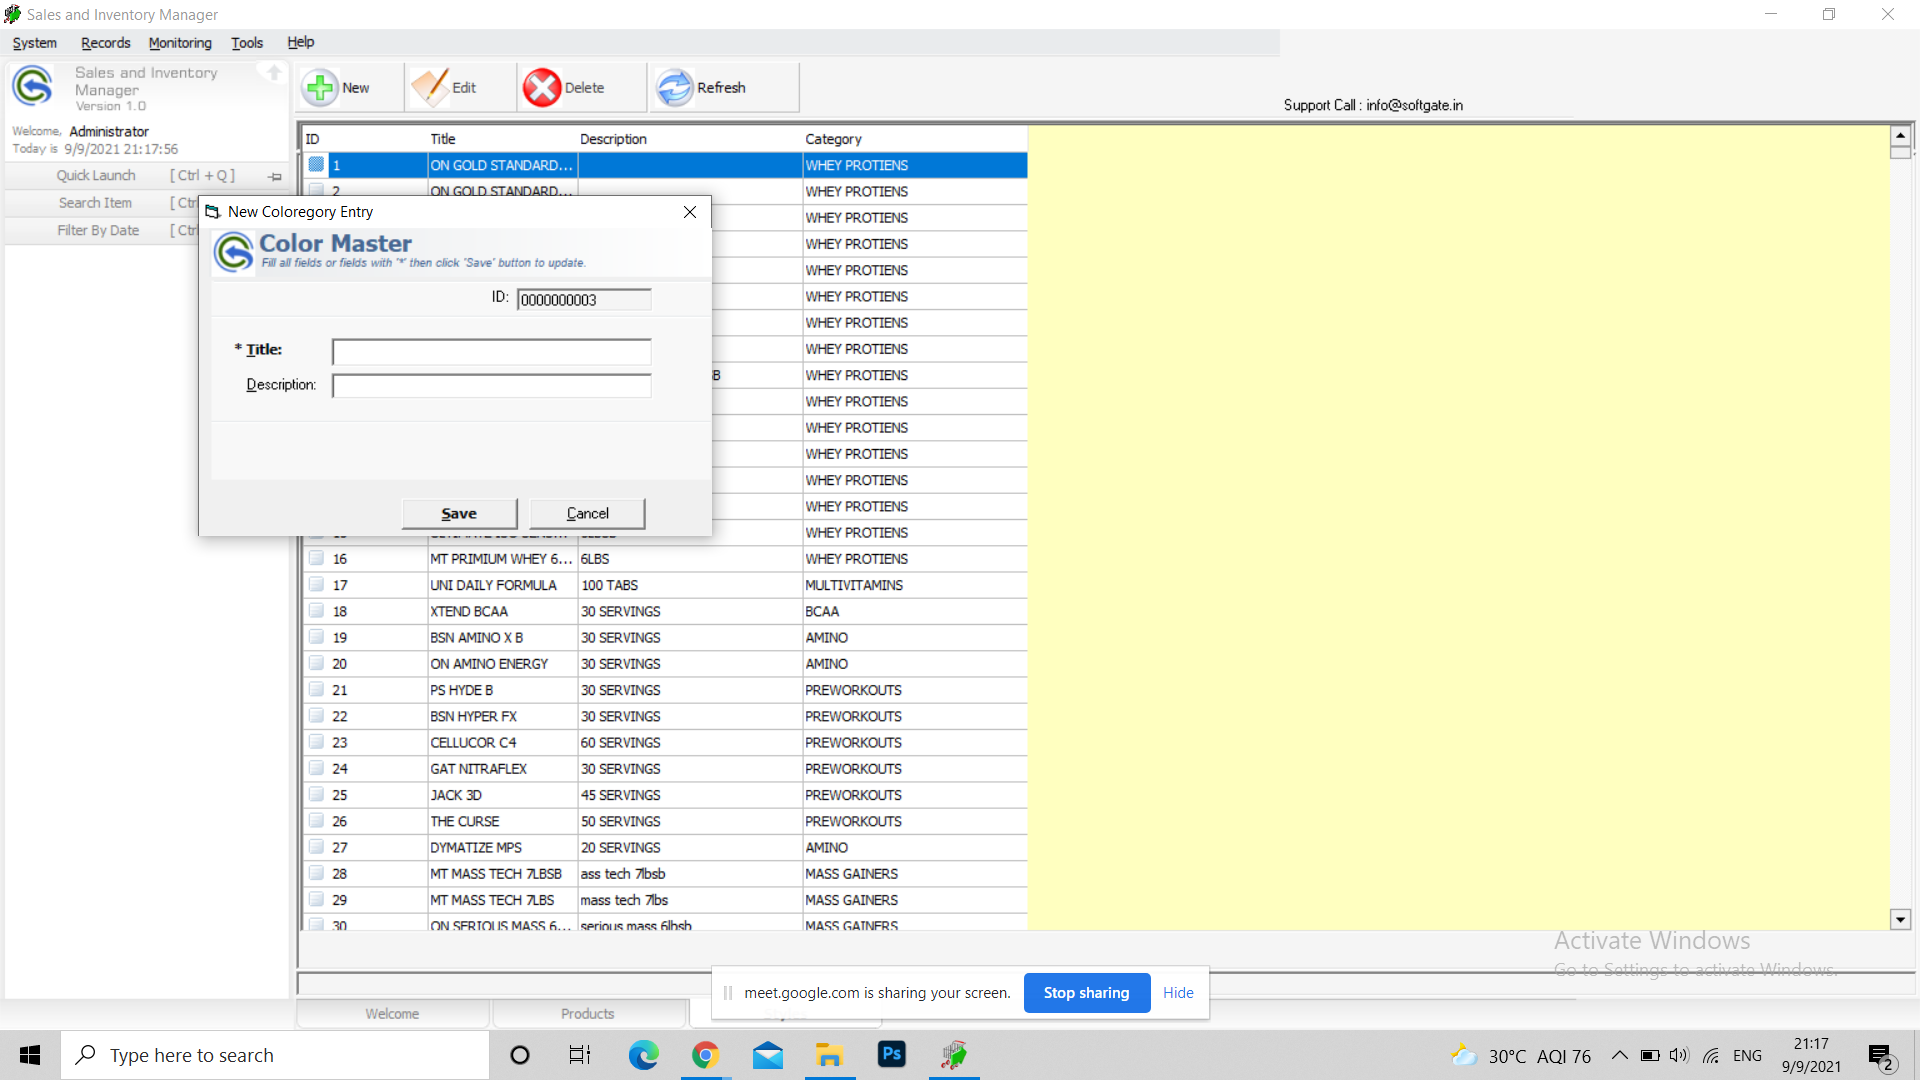 Sales and Inventory Manager
System Records Monitoring Tools Help
Sales and Inventory
Manager
Version 1.0
Welcome, Administrator
Today is 9/9/2021 21:17:56
Quick Launch [ Ctrl + Q ]
Search Item [ Ctrl
Filter By Date [ Ctrl
New Edit Delete Refresh
Support Call : info@softgate.in
ID Title Description Category
1 ON GOLD STANDARD... WHEY PROTIENS
2 ON GOLD STANDARD... WHEY PROTIENS
WHEY PROTIENS
WHEY PROTIENS
WHEY PROTIENS
WHEY PROTIENS
WHEY PROTIENS
WHEY PROTIENS
B WHEY PROTIENS
WHEY PROTIENS
WHEY PROTIENS
WHEY PROTIENS
WHEY PROTIENS
WHEY PROTIENS
WHEY PROTIENS
16 MT PRIMIUM WHEY 6... 6LBS WHEY PROTIENS
17 UNI DAILY FORMULA 100 TABS MULTIVITAMINS
18 XTEND BCAA 30 SERVINGS BCAA
19 BSN AMINO X B 30 SERVINGS AMINO
20 ON AMINO ENERGY 30 SERVINGS AMINO
21 PS HYDE B 30 SERVINGS PREWORKOUTS
22 BSN HYPER FX 30 SERVINGS PREWORKOUTS
23 CELLUCOR C4 60 SERVINGS PREWORKOUTS
24 GAT NITRAFLEX 30 SERVINGS PREWORKOUTS
25 JACK 3D 45 SERVINGS PREWORKOUTS
26 THE CURSE 50 SERVINGS PREWORKOUTS
27 DYMATIZE MPS 20 SERVINGS AMINO
28 MT MASS TECH 7LBSB ass tech 7lbsb MASS GAINERS
29 MT MASS TECH 7LBS mass tech 7lbs MASS GAINERS
30 ON SERIOUS MASS 6... serious mass 6lbsb MASS GAINERS
New Coloregory Entry
Color Master
Fill all fields or fields with '*' then click 'Save' button to update.
ID: 0000000003
* Title:
Description:
Save Cancel
Activate Windows
Go to Settings to activate Windows.
meet.google.com is sharing your screen. Stop sharing Hide
Welcome Products Styles
Type here to search
Ps
30°C AQI 76 ENG
21:17
9/9/2021
2